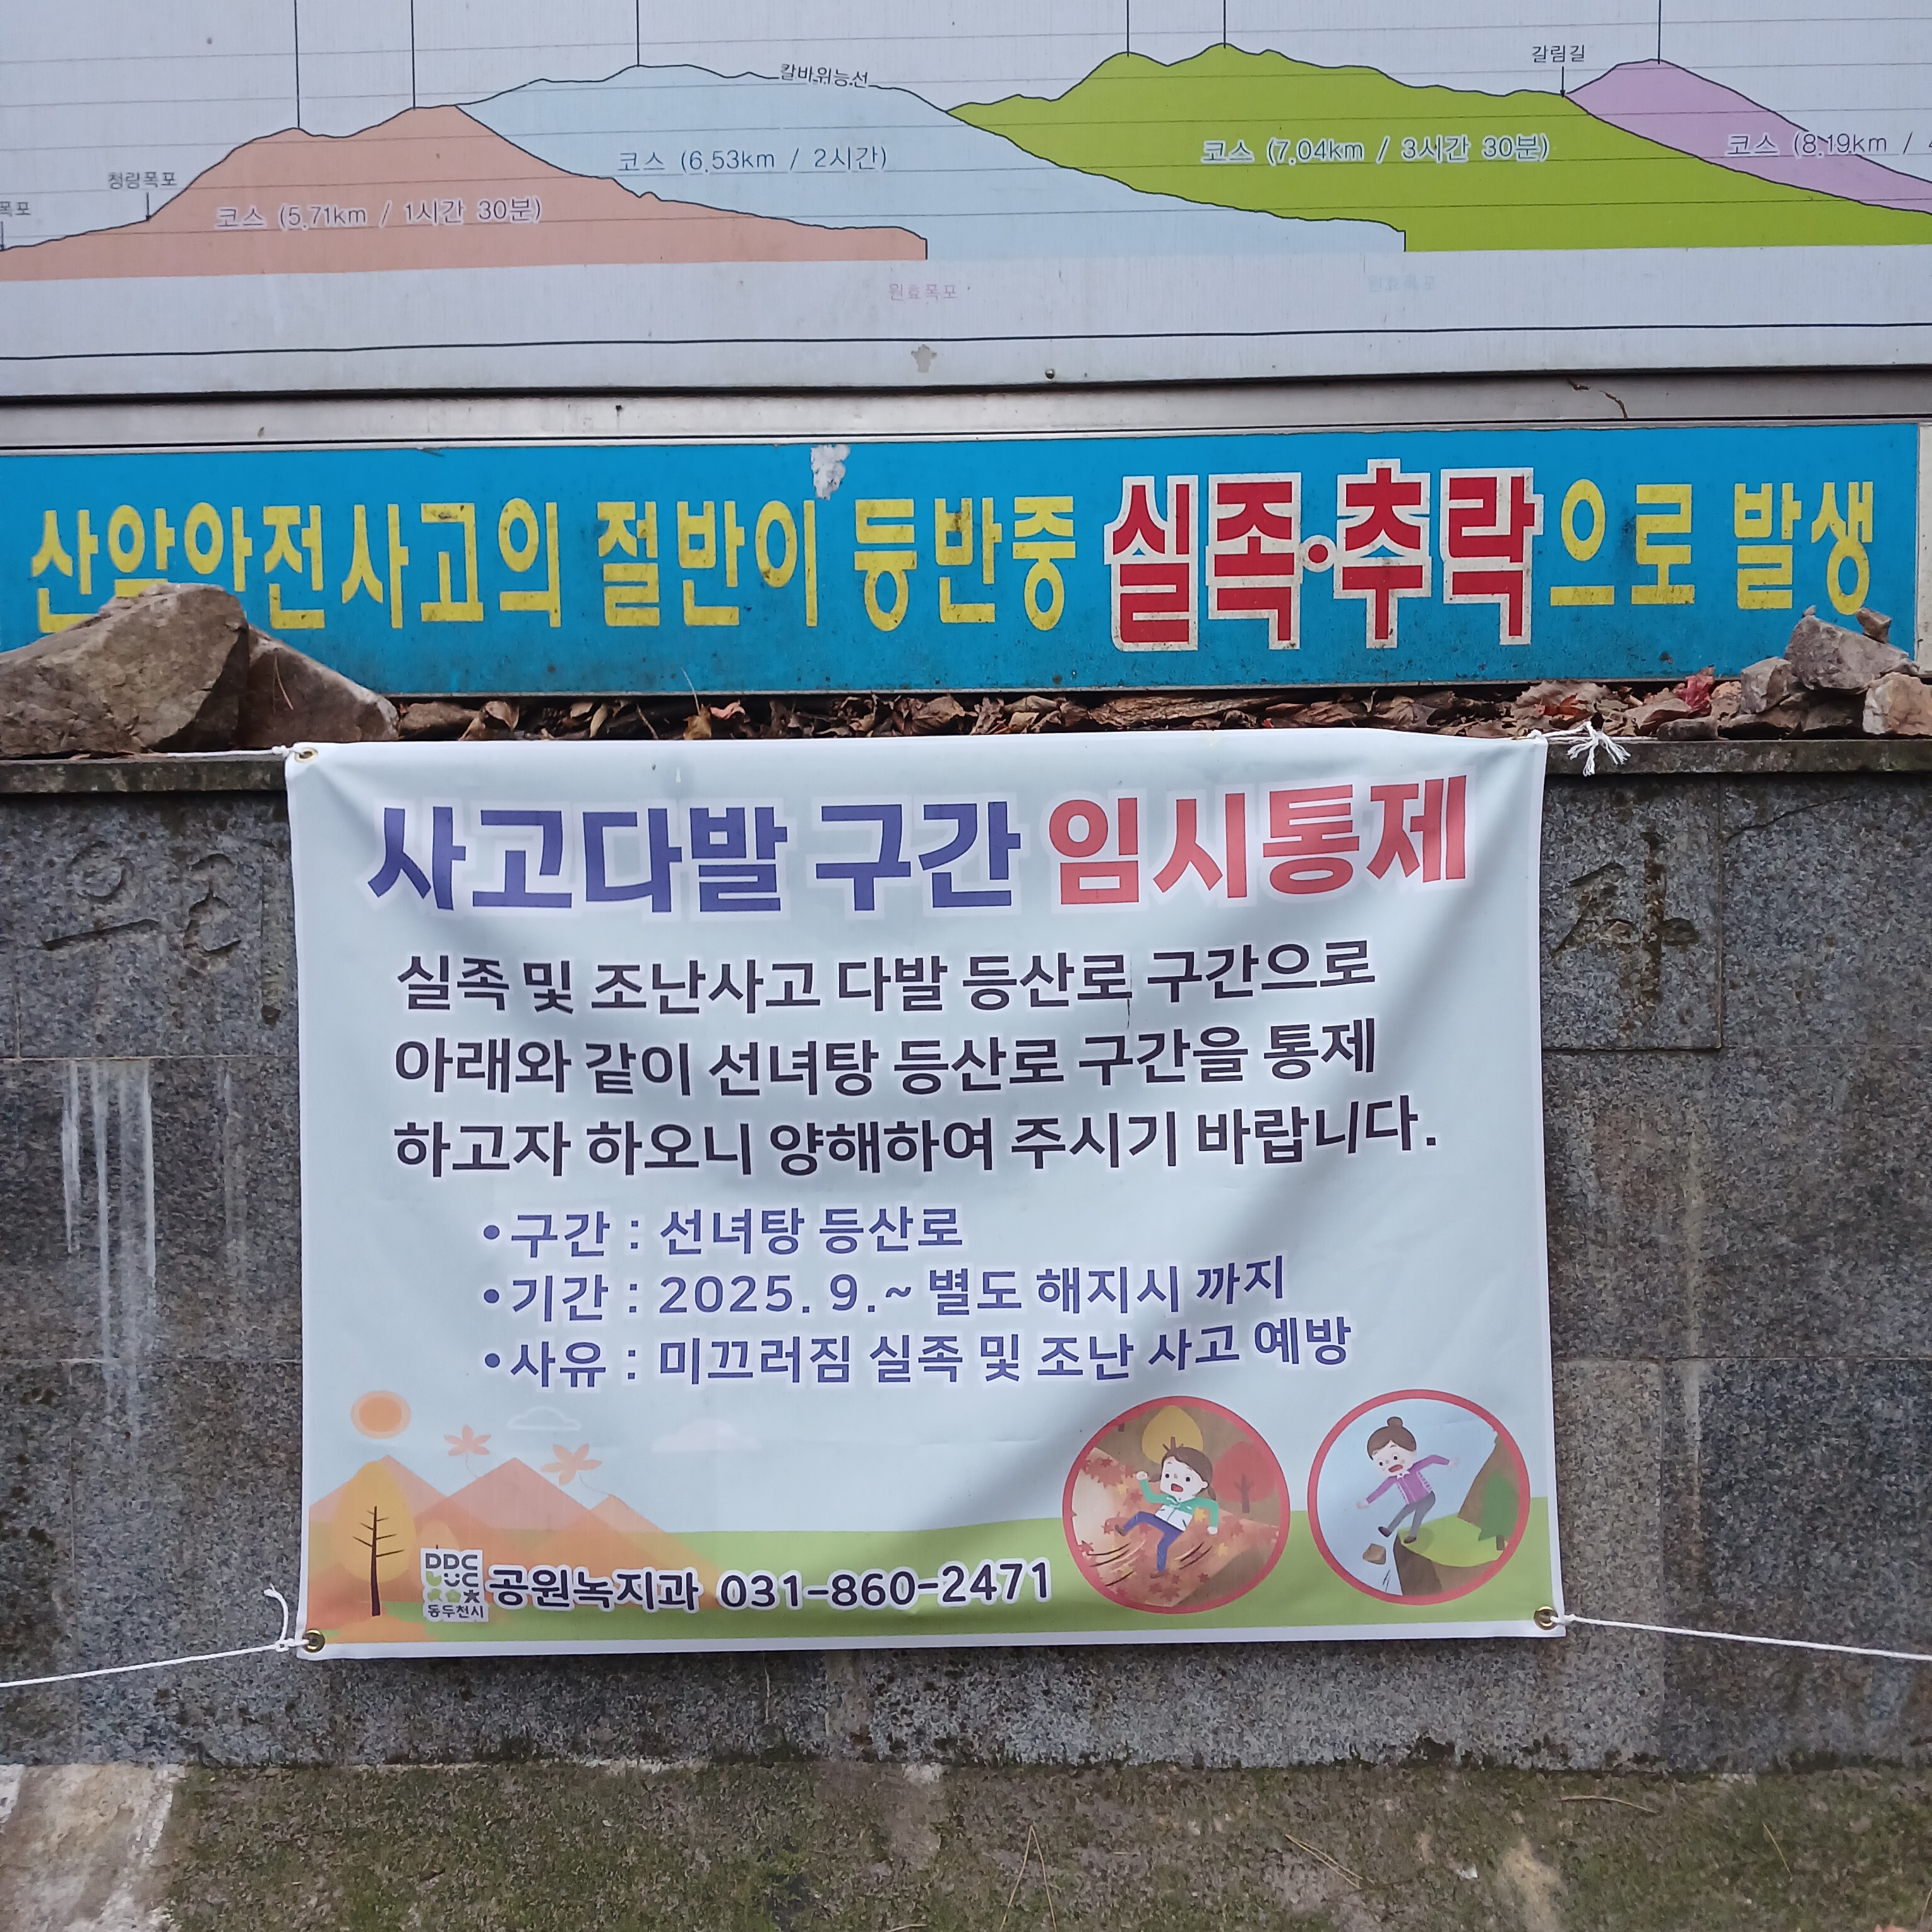 칼바위능선
갈림길
코스 (6.53km / 2시간)
코스 (7.04km / 3시간 30분)
코스 (8.19km /
청량폭포
폭포
코스 (5.71km / 1시간 30분)
원효폭포
원효폭포
산악안전사고의 절반이 등반중 실족·추락으로 발생
사고다발 구간 임시통제
실족 및 조난사고 다발 등산로 구간으로
아래와 같이 선녀탕 등산로 구간을 통제
하고자 하오니 양해하여 주시기 바랍니다.
•구간 : 선녀탕 등산로
•기간 : 2025. 9.~ 별도 해지시 까지
•사유 : 미끄러짐 실족 및 조난 사고 예방
DDC
동두천시
공원녹지과 031-860-2471